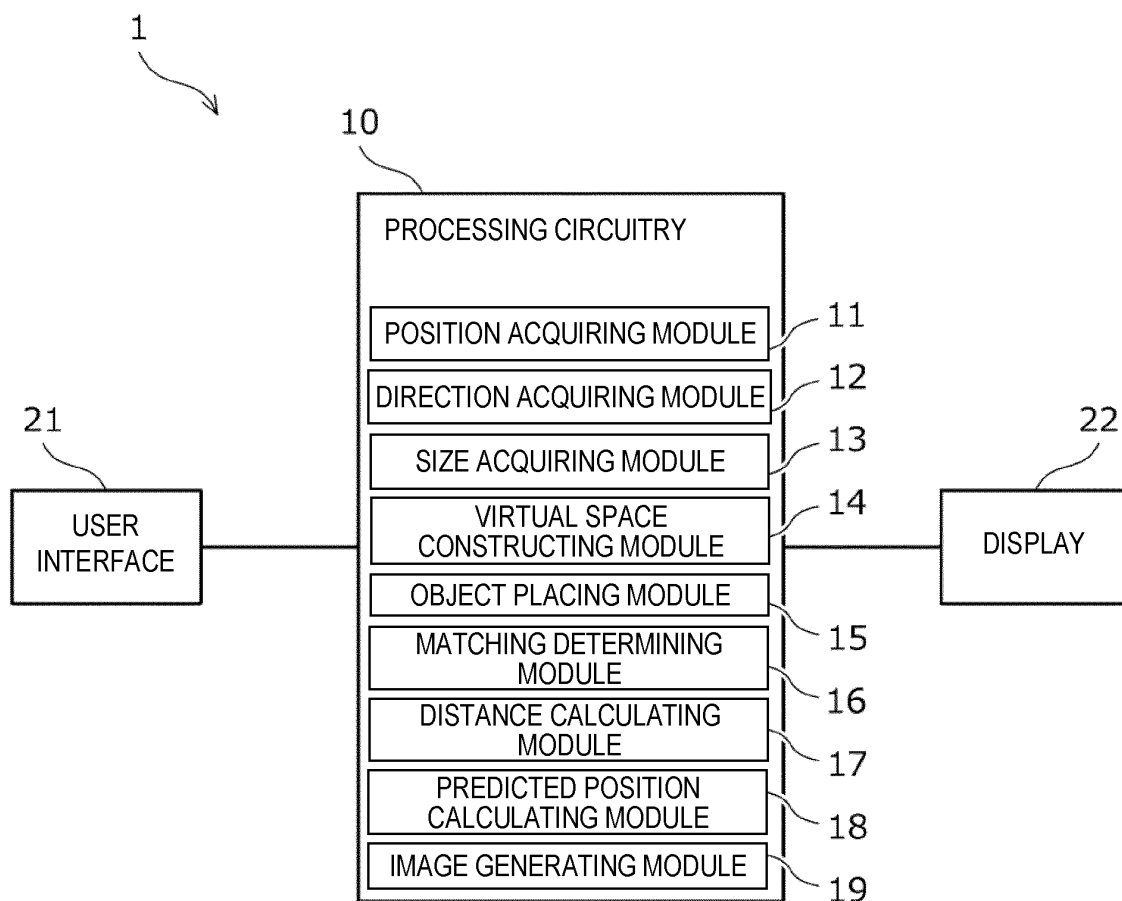 1
10
PROCESSING CIRCUITRY
POSITION ACQUIRING MODULE
11
DIRECTION ACQUIRING MODULE
12
SIZE ACQUIRING MODULE
13
VIRTUAL SPACE
CONSTRUCTING MODULE
14
OBJECT PLACING MODULE
15
MATCHING DETERMINING
MODULE
16
DISTANCE CALCULATING
MODULE
17
PREDICTED POSITION
CALCULATING MODULE
18
IMAGE GENERATING MODULE
19
21
USER
INTERFACE
22
DISPLAY